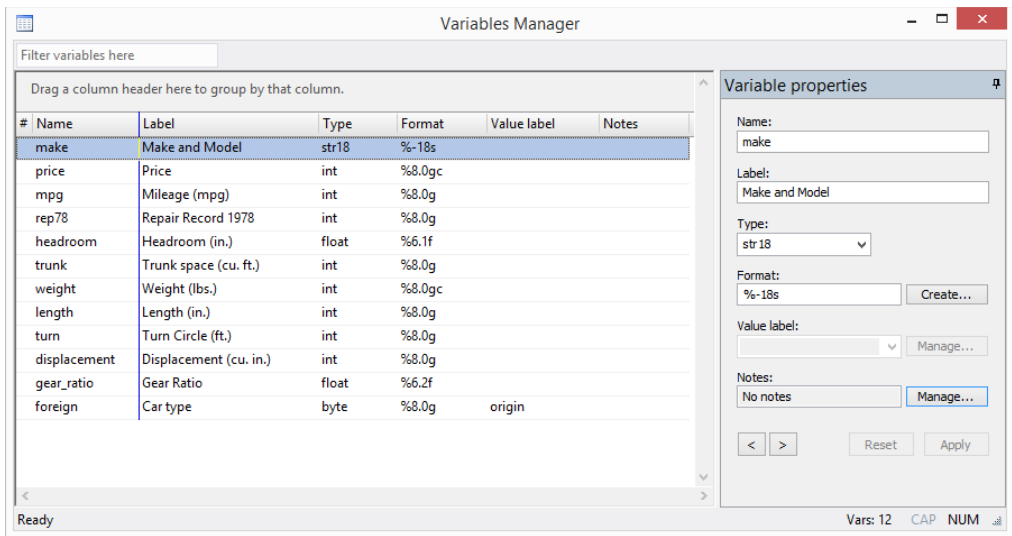 Variables Manager
Filter variables here
Drag a column header here to group by that column.
# Name Label Type Format Value label Notes
make Make and Model str18 %-18s
price Price int %8.0gc
mpg Mileage (mpg) int %8.0g
rep78 Repair Record 1978 int %8.0g
headroom Headroom (in.) float %6.1f
trunk Trunk space (cu. ft.) int %8.0g
weight Weight (lbs.) int %8.0gc
length Length (in.) int %8.0g
turn Turn Circle (ft.) int %8.0g
displacement Displacement (cu. in.) int %8.0g
gear_ratio Gear Ratio float %6.2f
foreign Car type byte %8.0g origin
Variable properties
Name:
make
Label:
Make and Model
Type:
str18
Format:
%-18s Create...
Value label:
Manage...
Notes:
No notes Manage...
< > Reset Apply
Ready Vars: 12 CAP NUM